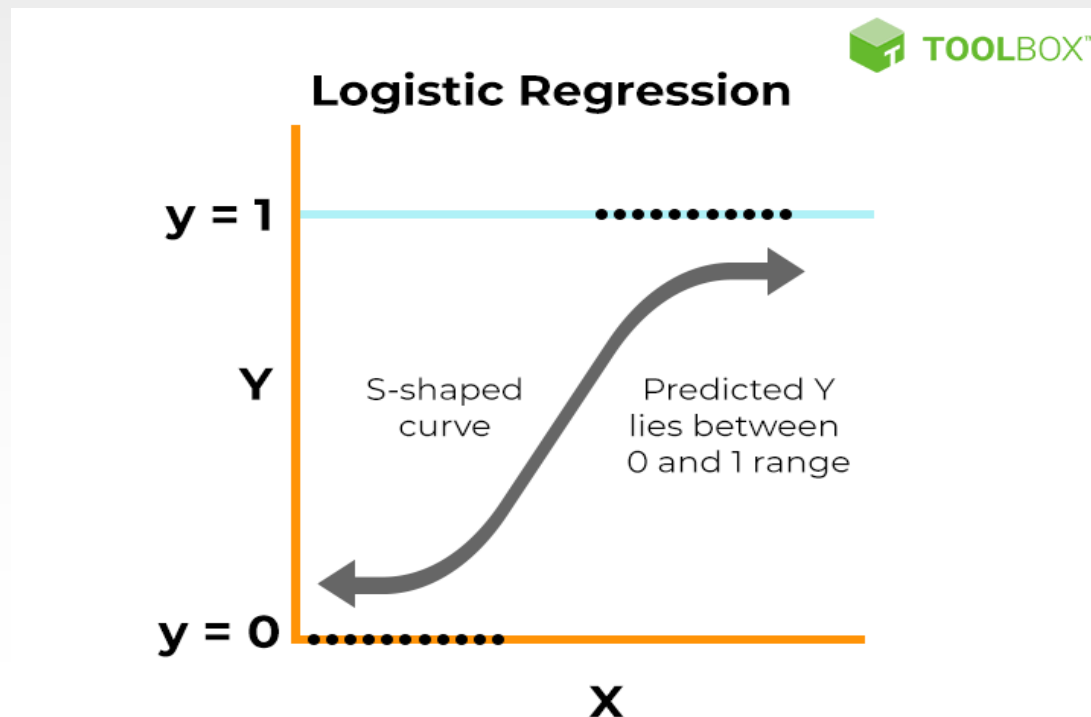 TOOLBOX™
Logistic Regression
y = 1
Y
S-shaped
curve
Predicted Y
lies between
0 and 1 range
y = 0
X